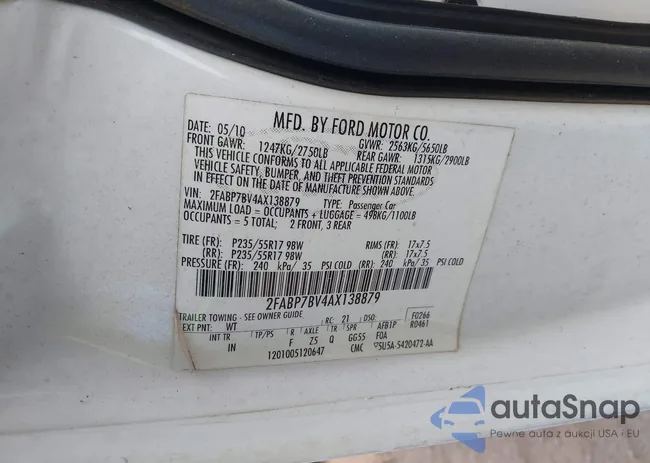 MFD. BY FORD MOTOR CO.
DATE: 05/10 GVWR: 2563KG/5650LB
FRONT GAWR: 1247KG/2750LB REAR GAWR: 1315KG/2900LB
THIS VEHICLE CONFORMS TO ALL APPLICABLE FEDERAL MOTOR
VEHICLE SAFETY, BUMPER, AND THEFT PREVENTION STANDARDS
IN EFFECT ON THE DATE OF MANUFACTURE SHOWN ABOVE.
VIN: 2FABP7BV4AX138879 TYPE: Passenger Car
MAXIMUM LOAD = OCCUPANTS + LUGGAGE = 498KG/1100LB
OCCUPANTS = 5 TOTAL; 2 FRONT, 3 REAR
TIRE (FR): P235/55R17 98W RIMS (FR): 17x7.5
(RR): P235/55R17 98W (RR): 17x7.5
PRESSURE (FR): 240 kPa/ 35 PSI COLD (RR): 240 kPa/ 35 PSI COLD
2FABP7BV4AX138879
TRAILER TOWING - SEE OWNER GUIDE
EXT PNT: WT RC: 21 DSO: F0266
R0461
INT TR TP/PS R AXLE TR SPR AFB1P
IN F Z5 Q GG55 FOA
1201005120647 CMC 5U5A-5420472-AA
autaSnap
Pewne auta z aukcji USA i EU